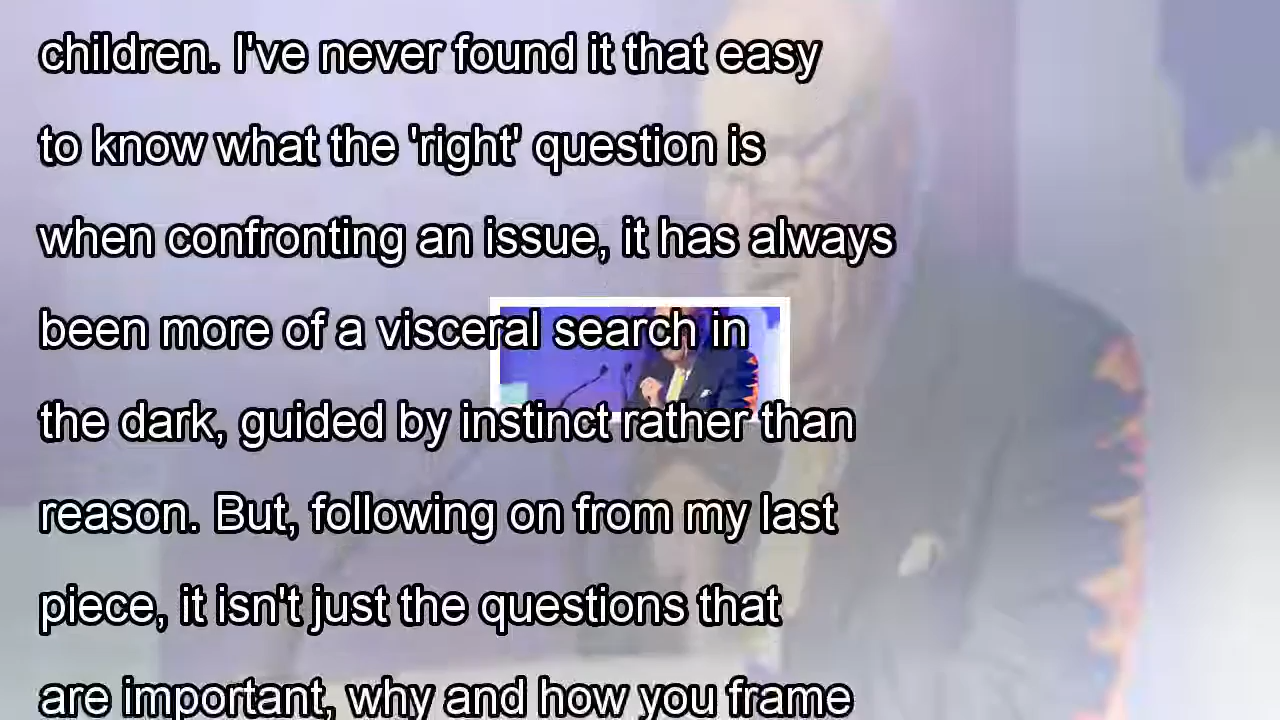 children. I've never found it that easy
to know what the 'right' question is
when confronting an issue, it has always
been more of a visceral search in
the dark, guided by instinct rather than
reason. But, following on from my last
piece, it isn't just the questions that
are important, why and how you frame